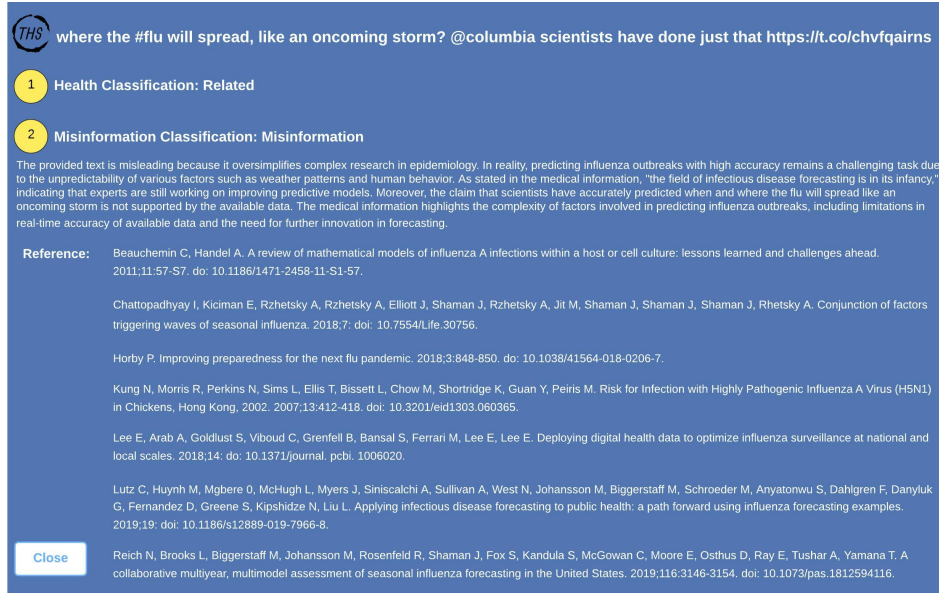 THS where the #flu will spread, like an oncoming storm? @columbia scientists have done just that https://t.co/chvfqairns
1 Health Classification: Related
2 Misinformation Classification: Misinformation
The provided text is misleading because it oversimplifies complex research in epidemiology. In reality, predicting influenza outbreaks with high accuracy remains a challenging task due
to the unpredictability of various factors such as weather patterns and human behavior. As stated in the medical information, "the field of infectious disease forecasting is in its infancy,"
indicating that experts are still working on improving predictive models. Moreover, the claim that scientists have accurately predicted when and where the flu will spread like an
oncoming storm is not supported by the available data. The medical information highlights the complexity of factors involved in predicting influenza outbreaks, including limitations in
real-time accuracy of available data and the need for further innovation in forecasting.
Reference: Beauchemin C, Handel A. A review of mathematical models of influenza A infections within a host or cell culture: lessons learned and challenges ahead.
2011;11:57-S7. doi: 10.1186/1471-2458-11-S1-57.
Chattopadhyay I, Kiciman E, Rzhetsky A, Rzhetsky A, Elliott J, Shaman J, Rzhetsky A, Jit M, Shaman J, Shaman J, Shaman J, Rhetsky A. Conjunction of factors
triggering waves of seasonal influenza. 2018;7: doi: 10.7554/Life.30756.
Horby P. Improving preparedness for the next flu pandemic. 2018;3:848-850. do: 10.1038/41564-018-0206-7.
Kung N, Morris R, Perkins N, Sims L, Ellis T, Bissett L, Chow M, Shortridge K, Guan Y, Peiris M. Risk for Infection with Highly Pathogenic Influenza A Virus (H5N1)
in Chickens, Hong Kong, 2002. 2007;13:412-418. doi: 10.3201/eid1303.060365.
Lee E, Arab A, Goldlust S, Viboud C, Grenfell B, Bansal S, Ferrari M, Lee E, Lee E. Deploying digital health data to optimize influenza surveillance at national and
local scales. 2018;14: do: 10.1371/journal. pcbi. 1006020.
Lutz C, Huynh M, Mgbere 0, McHugh L, Myers J, Siniscalchi A, Sullivan A, West N, Johansson M, Biggerstaff M, Schroeder M, Anyatonwu S, Dahlgren F, Danyluk
G, Fernandez D, Greene S, Kipshidze N, Liu L. Applying infectious disease forecasting to public health: a path forward using influenza forecasting examples.
2019;19: doi: 10.1186/s12889-019-7966-8.
Close
Reich N, Brooks L, Biggerstaff M, Johansson M, Rosenfeld R, Shaman J, Fox S, Kandula S, McGowan C, Moore E, Osthus D, Ray E, Tushar A, Yamana T. A
collaborative multiyear, multimodel assessment of seasonal influenza forecasting in the United States. 2019;116:3146-3154. doi: 10.1073/pas.1812594116.